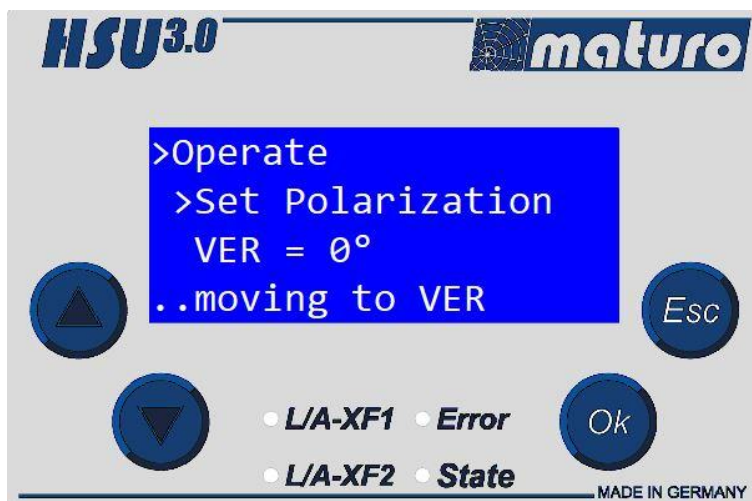 HSU3.0
maturo
>Operate
>Set Polarization
VER = 0°
..moving to VER
Esc
L/A-XF1
Error
Ok
L/A-XF2
State
MADE IN GERMANY